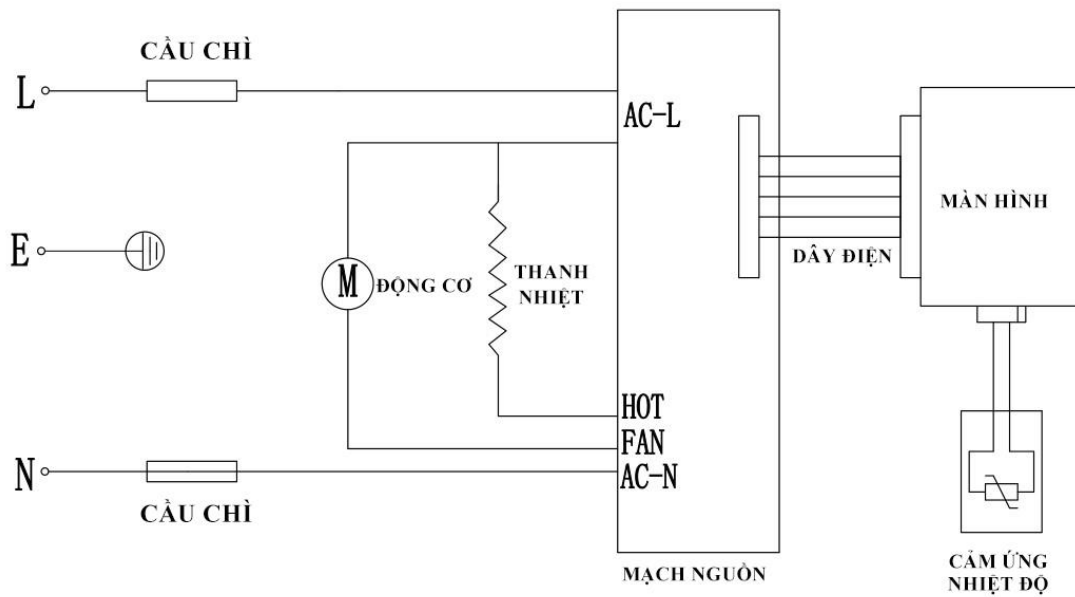 CẦU CHÌ
L
AC-L
MÀN HÌNH
E
DÂY ĐIỆN
M
ĐỘNG CƠ
THANH
NHIỆT
HOT
FAN
N
AC-N
CẦU CHÌ
MẠCH NGUỒN
CẢM ỨNG
NHIỆT ĐỘ